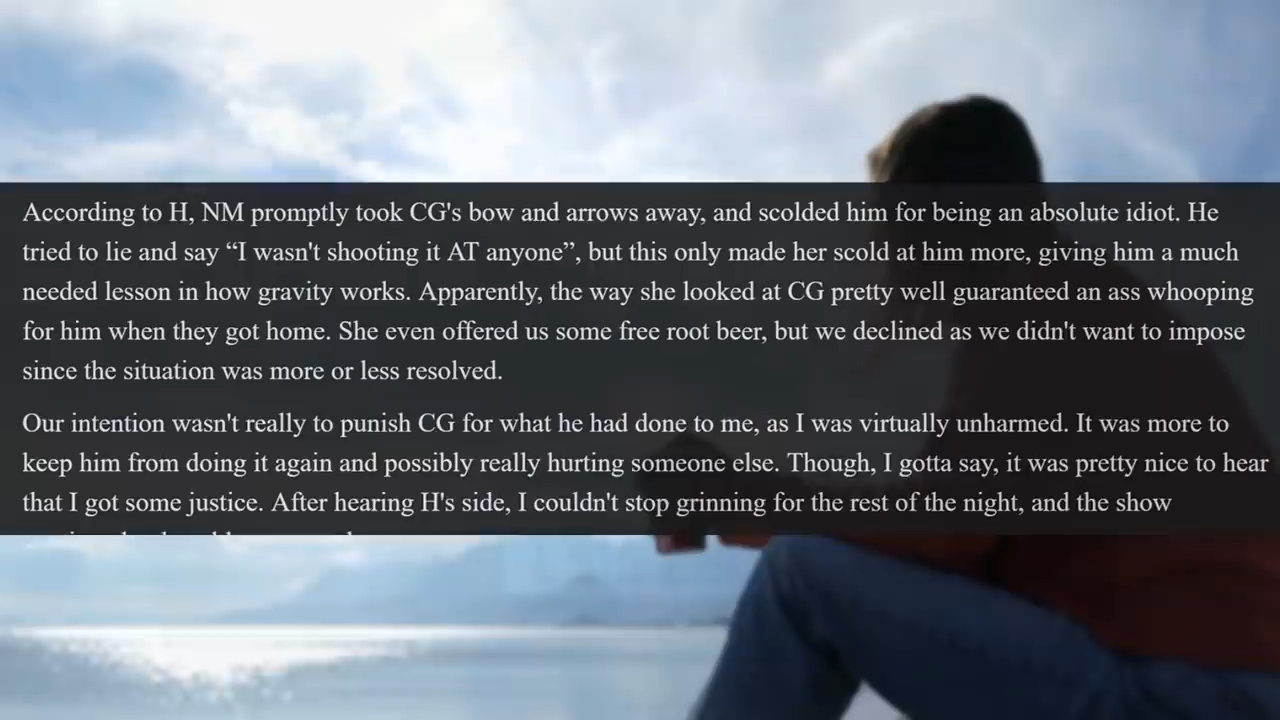 According to H, NM promptly took CG's bow and arrows away, and scolded him for being an absolute idiot. He
tried to lie and say “I wasn't shooting it AT anyone”, but this only made her scold at him more, giving him a much
needed lesson in how gravity works. Apparently, the way she looked at CG pretty well guaranteed an ass whooping
for him when they got home. She even offered us some free root beer, but we declined as we didn't want to impose
since the situation was more or less resolved.
Our intention wasn't really to punish CG for what he had done to me, as I was virtually unharmed. It was more to
keep him from doing it again and possibly really hurting someone else. Though, I gotta say, it was pretty nice to hear
that I got some justice. After hearing H's side, I couldn't stop grinning for the rest of the night, and the show